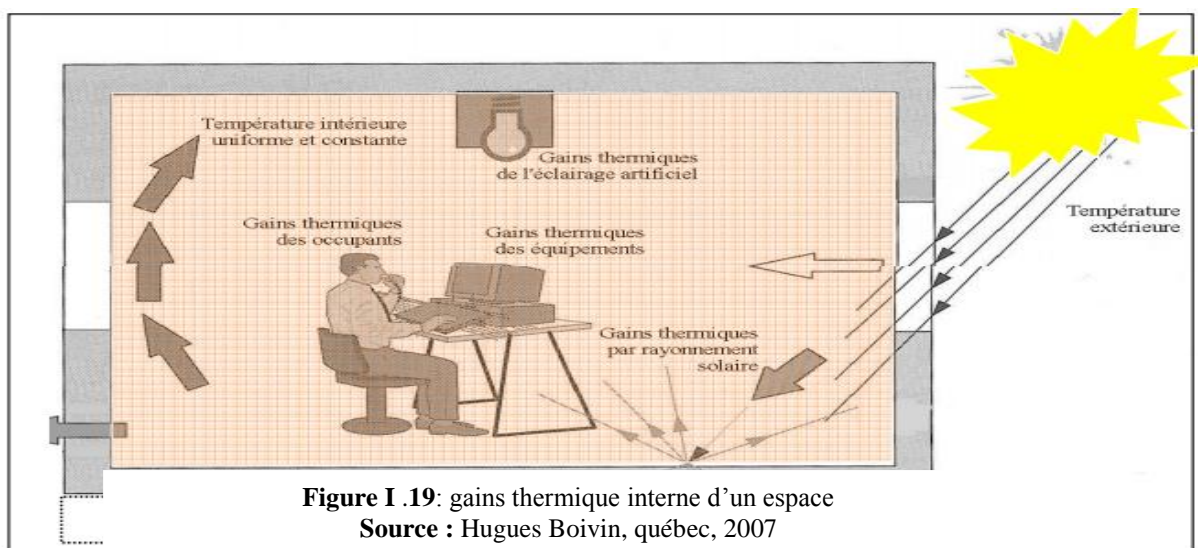 Température intérieure
uniforme et constante
Gains thermiques
de l'éclairage artificiel
Gains thermiques
des occupants
Gains thermiques
des équipements
Température
extérieure
Gains thermiques
par rayonnement
solaire
Figure I .19: gains thermique interne d'un espace
Source : Hugues Boivin, québec, 2007